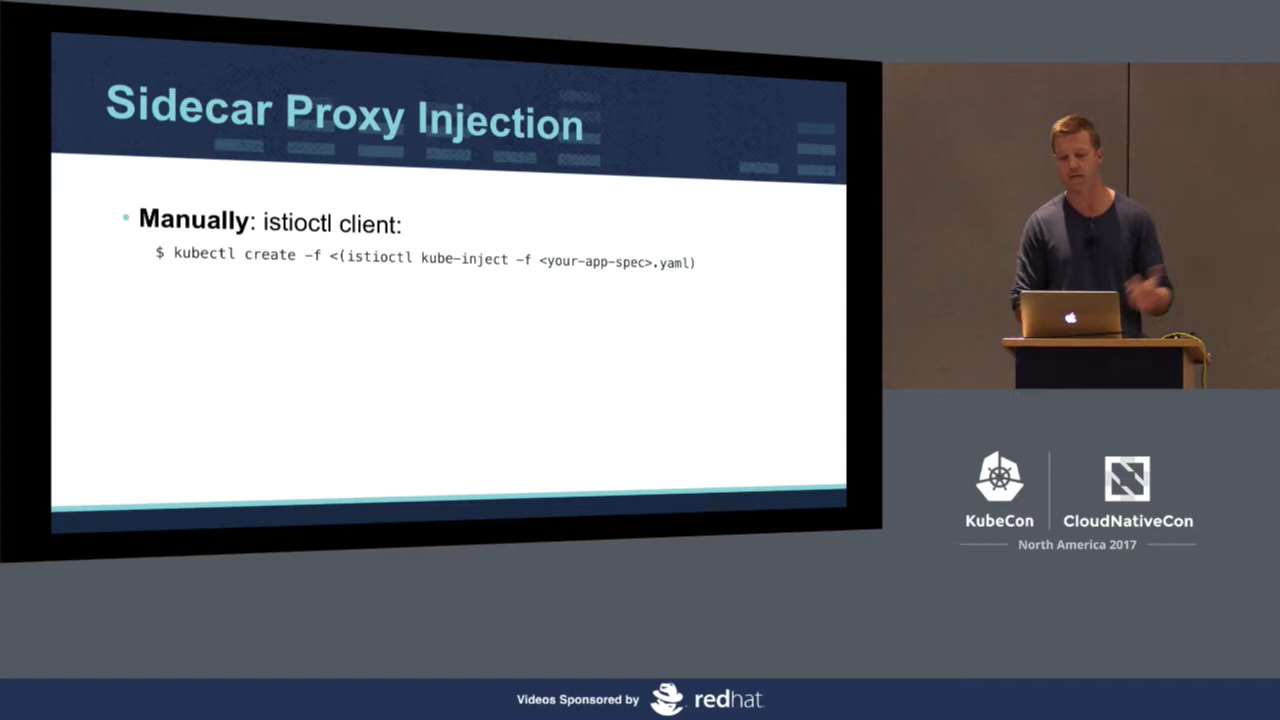 Sidecar Proxy Injection
• Manually: istioctl client:
$ kubectl create -f <(istioctl kube-inject -f <your-app-spec>.yaml)
KubeCon
CloudNativeCon
North America 2017
Videos Sponsored by
redhat.